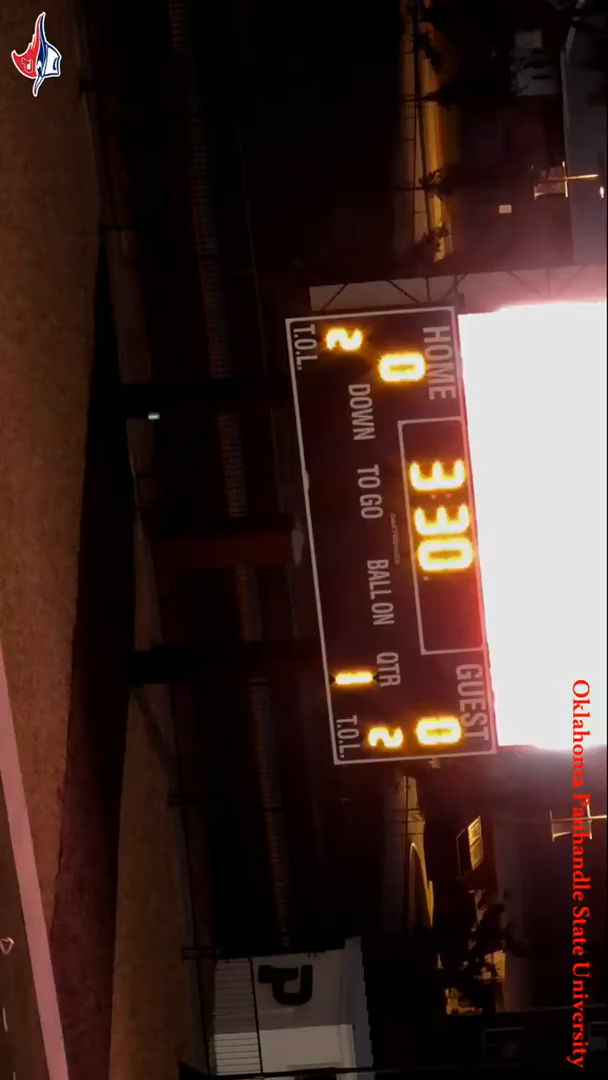 HOME
GUEST
0
3:30
0
DOWN
TO GO
BALL ON
QTR
2
1
2
T.O.L.
T.O.L.
P
Oklahoma Panhandle State University